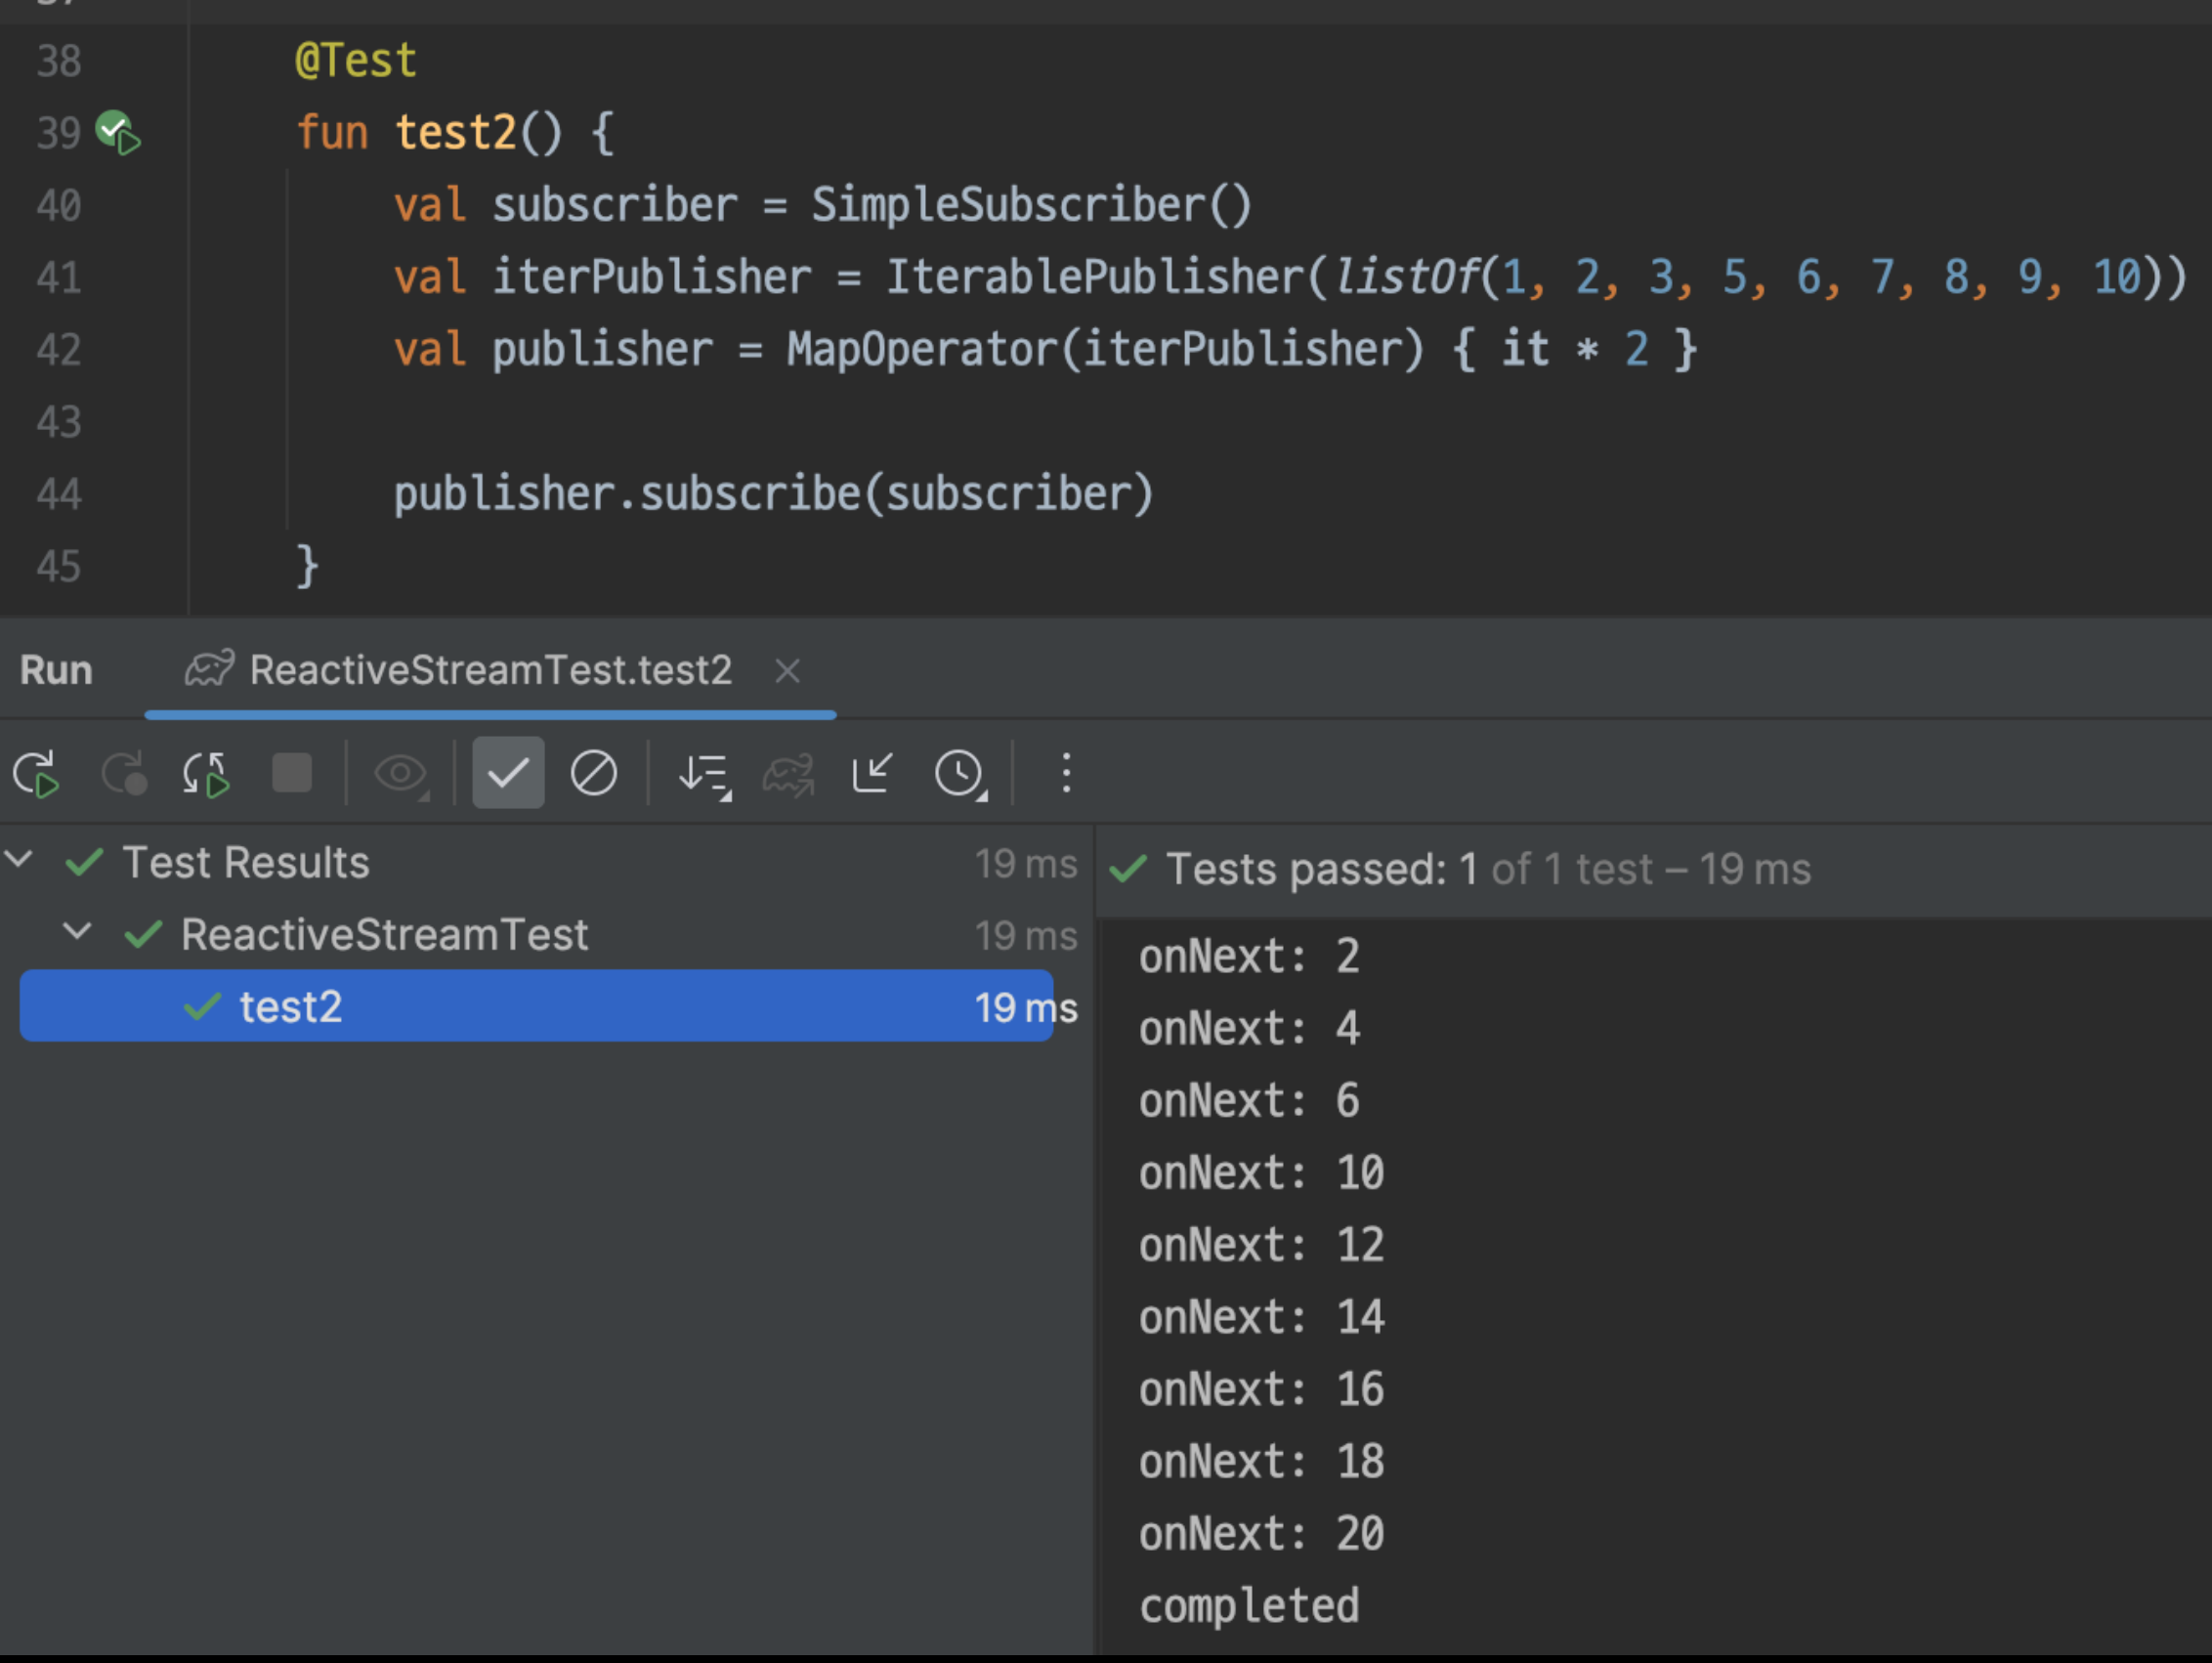 38 @Test
39 fun test2() {
40 val subscriber = SimpleSubscriber()
41 val iterPublisher = IterablePublisher(listOf(1, 2, 3, 5, 6, 7, 8, 9, 10))
42 val publisher = MapOperator(iterPublisher) { it * 2 }
43
44 publisher.subscribe(subscriber)
45 }
Run ReactiveStreamTest.test2
Test Results 19 ms
ReactiveStreamTest 19 ms
test2 19 ms
Tests passed: 1 of 1 test – 19 ms
onNext: 2
onNext: 4
onNext: 6
onNext: 10
onNext: 12
onNext: 14
onNext: 16
onNext: 18
onNext: 20
completed